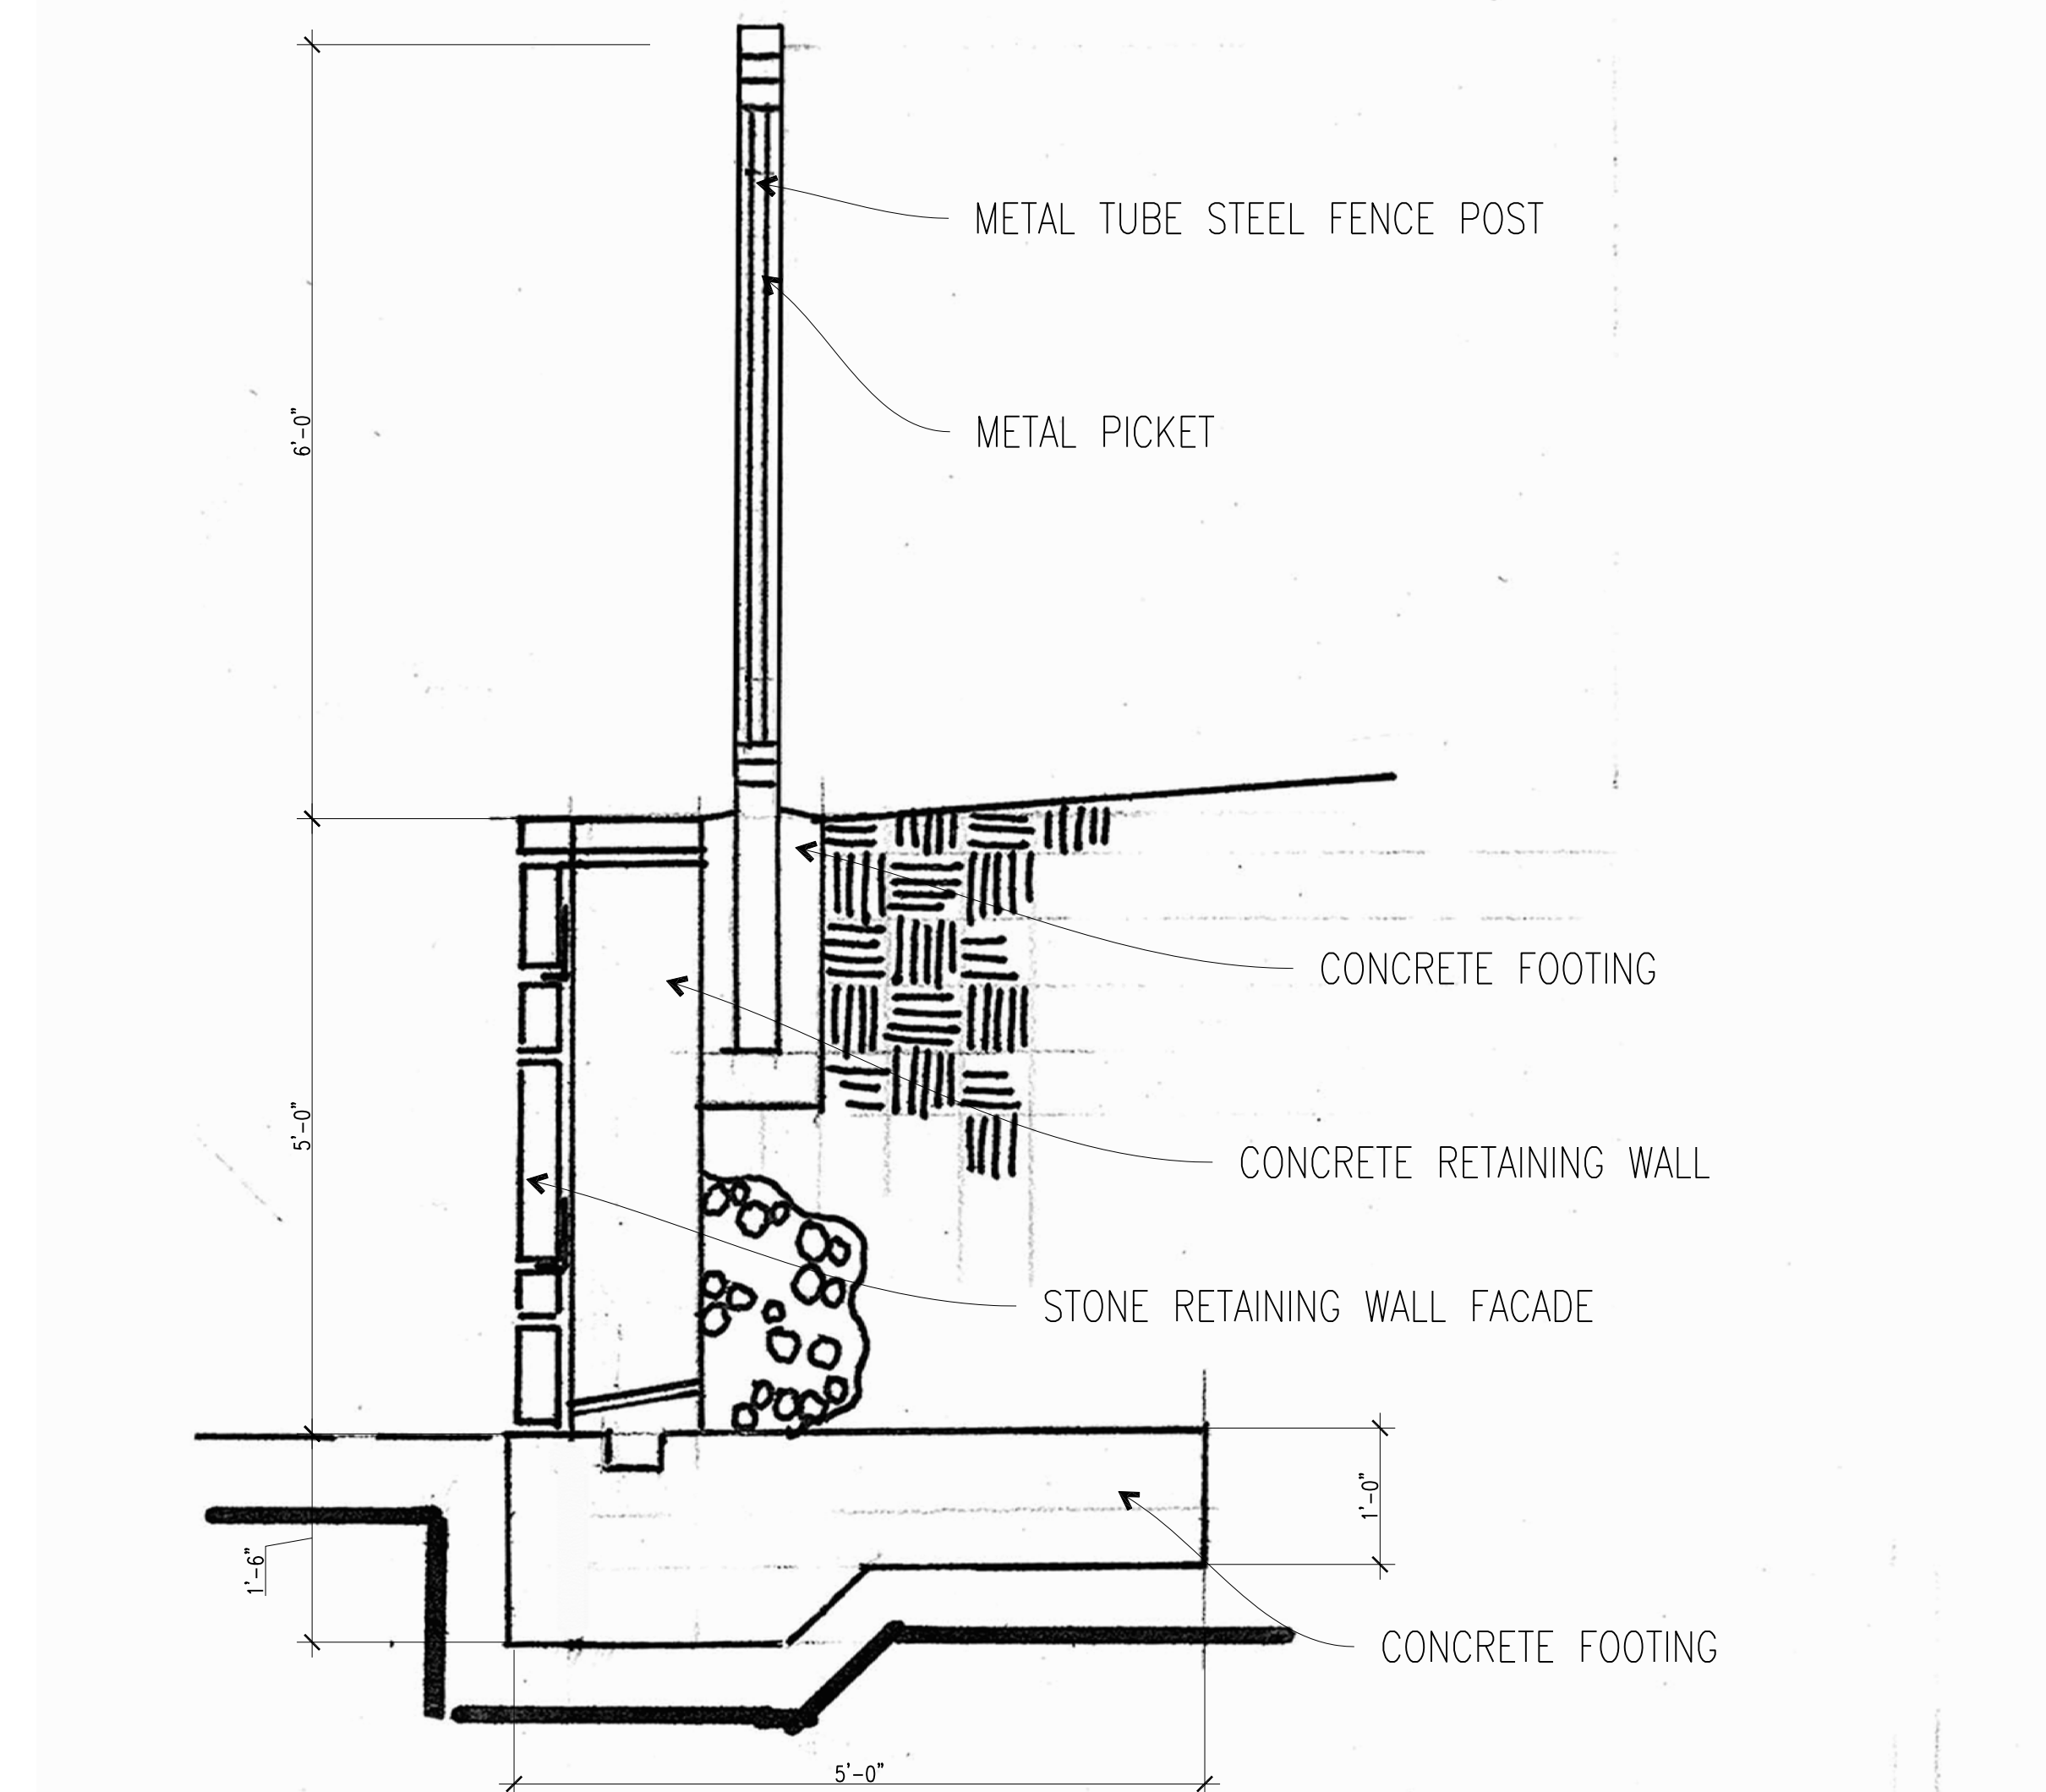 METAL TUBE STEEL FENCE POST
6'-0"
METAL PICKET
CONCRETE FOOTING
5'-0"
CONCRETE RETAINING WALL
STONE RETAINING WALL FACADE
1'-0"
1'-6"
CONCRETE FOOTING
5'-0"